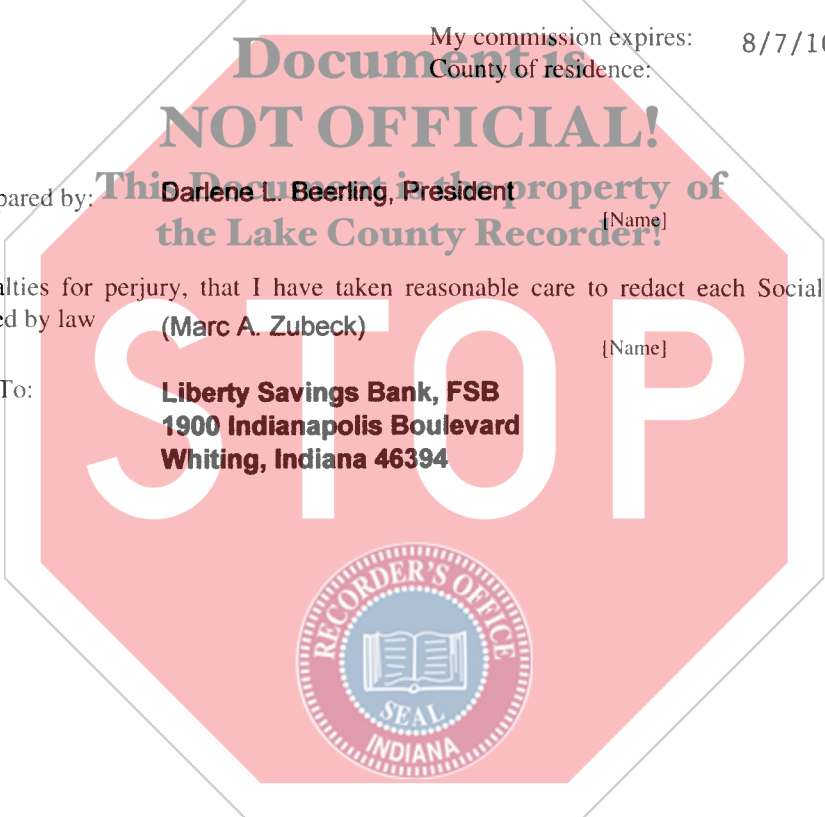 My commission expires: 8/7/10
County of residence:
Document is
NOT OFFICIAL!
This Document is the property of
the Lake County Recorder!
pared by: Darlene L. Beerling, President
[Name]
alties for perjury, that I have taken reasonable care to redact each Social
ed by law (Marc A. Zubeck)
[Name]
To: Liberty Savings Bank, FSB
1900 Indianapolis Boulevard
Whiting, Indiana 46394
STOP
RECORDER'S OFFICE
SEAL
INDIANA